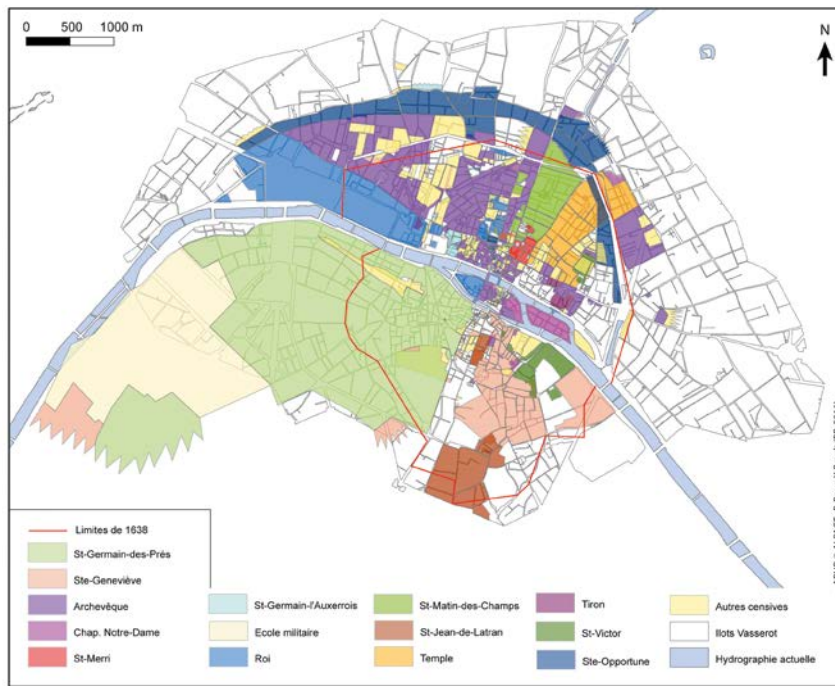 0 500 1000 m
N
Limites de 1638
St-Germain-des-Prés
Ste-Geneviève
Archevêque
Chap. Notre-Dame
St-Merri
St-Germain-l'Auxerrois
Ecole militaire
Roi
St-Matin-des-Champs
St-Jean-de-Latran
Temple
Tiron
St-Victor
Ste-Opportune
Autres censives
Ilots Vasserot
Hydrographie actuelle